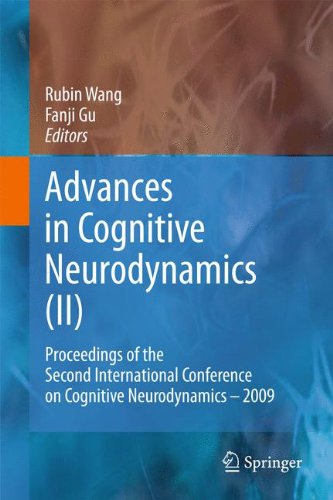 Rubin Wang
Fanji Gu
Editors
Advances
in Cognitive
Neurodynamics
(II)
Proceedings of the
Second International Conference
on Cognitive Neurodynamics – 2009
Springer